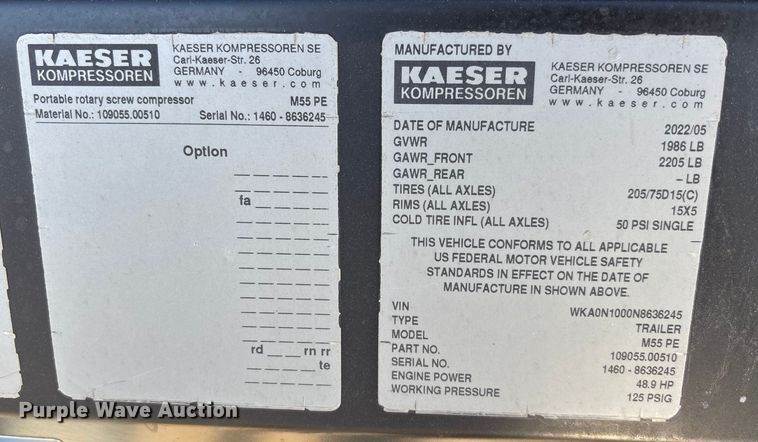 KAESER
KOMPRESSOREN
KAESER KOMPRESSOREN SE
Carl-Kaeser-Str. 26
GERMANY - 96450 Coburg
www.kaeser.com
Portable rotary screw compressor M55 PE
Material No.: 109055.00510 Serial No.: 1460 - 8636245
Option
fa
rd rn rr
te
MANUFACTURED BY
KAESER
KOMPRESSOREN
KAESER KOMPRESSOREN SE
Carl-Kaeser-Str. 26
GERMANY - 96450 Coburg
www.kaeser.com
DATE OF MANUFACTURE 2022/05
GVWR 1986 LB
GAWR_FRONT 2205 LB
GAWR_REAR – LB
TIRES (ALL AXLES) 205/75D15(C)
RIMS (ALL AXLES) 15X5
COLD TIRE INFL (ALL AXLES) 50 PSI SINGLE
THIS VEHICLE CONFORMS TO ALL APPLICABLE
US FEDERAL MOTOR VEHICLE SAFETY
STANDARDS IN EFFECT ON THE DATE OF
MANUFACTURE IN SHOWN ABOVE.
VIN WKA0N1000N8636245
TYPE TRAILER
MODEL M55 PE
PART NO. 109055.00510
SERIAL NO. 1460 - 8636245
ENGINE POWER 48.9 HP
WORKING PRESSURE 125 PSIG
Purple Wave Auction